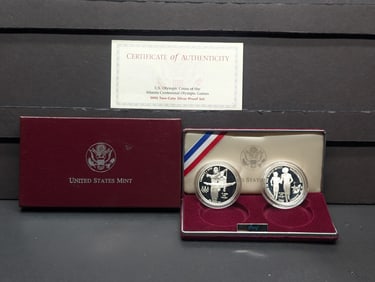 CERTIFICATE of AUTHENTICITY
U.S. Olympic Coins of the
Atlanta Centennial Olympic Games
Two-Coin Silver Proof Set
UNITED STATES MINT